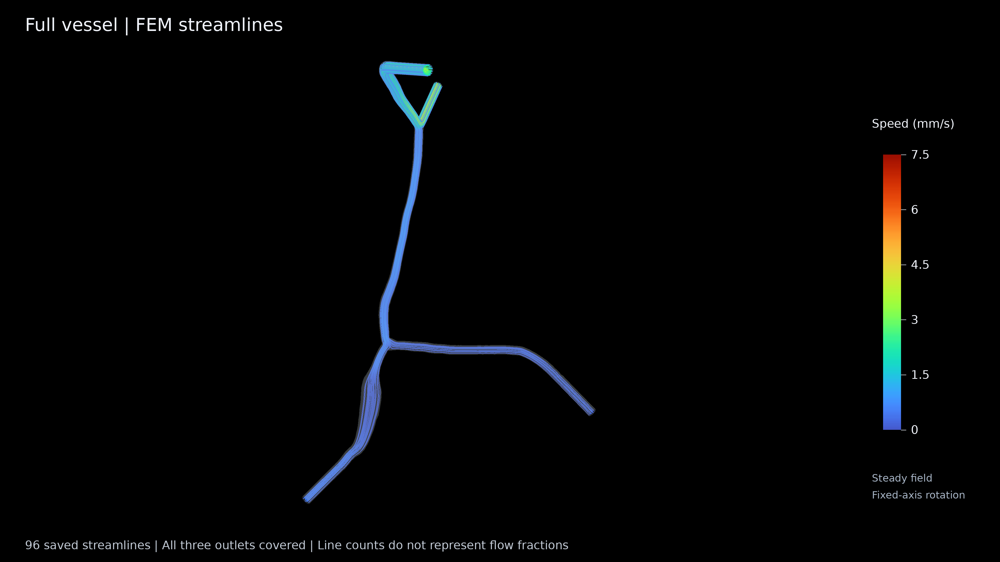 Full vessel | FEM streamlines
Speed (mm/s)
7.5
6
4.5
3
1.5
0
Steady field
Fixed-axis rotation
96 saved streamlines | All three outlets covered | Line counts do not represent flow fractions